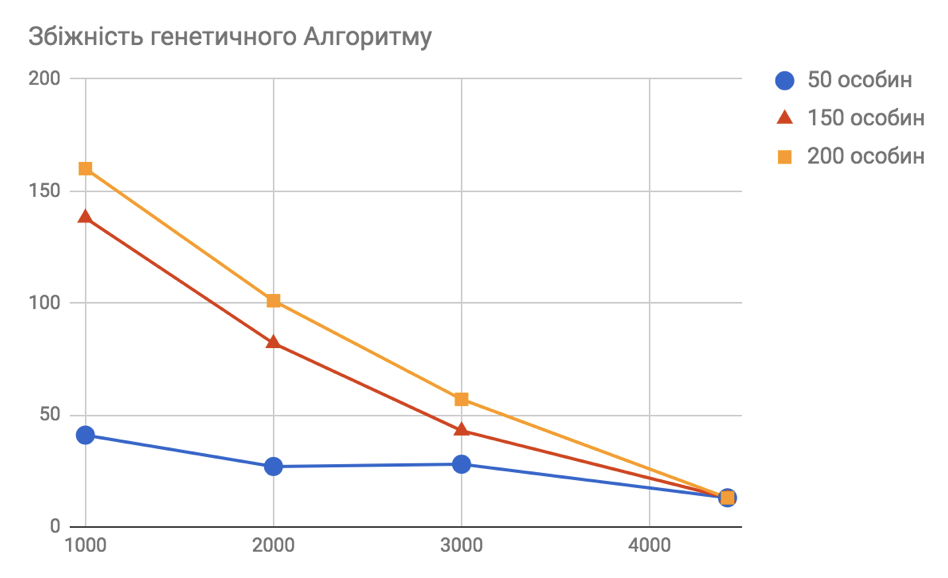 Збіжність генетичного Алгоритму
200
150
100
50
0
1000 2000 3000 4000
50 особин
150 особин
200 особин